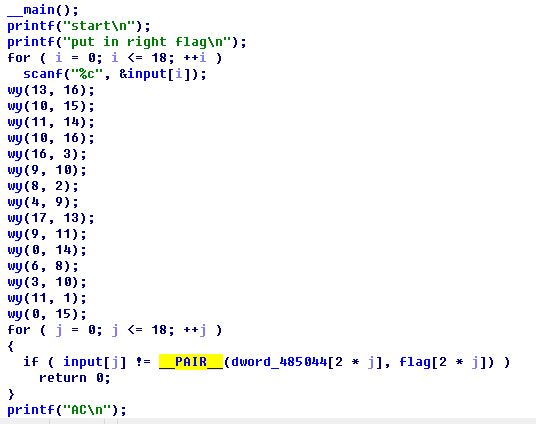 __main();
printf("start\n");
printf("put in right flag\n");
for ( i = 0; i <= 18; ++i )
scanf("%c", &input[i]);
wy(13, 16);
wy(10, 15);
wy(11, 14);
wy(10, 16);
wy(16, 3);
wy(9, 10);
wy(8, 2);
wy(4, 9);
wy(17, 13);
wy(9, 11);
wy(0, 14);
wy(6, 8);
wy(3, 10);
wy(11, 1);
wy(0, 15);
for ( j = 0; j <= 18; ++j )
{
if ( input[j] != __PAIR__(dword_485044[2 * j], flag[2 * j]) )
return 0;
}
printf("AC\n");